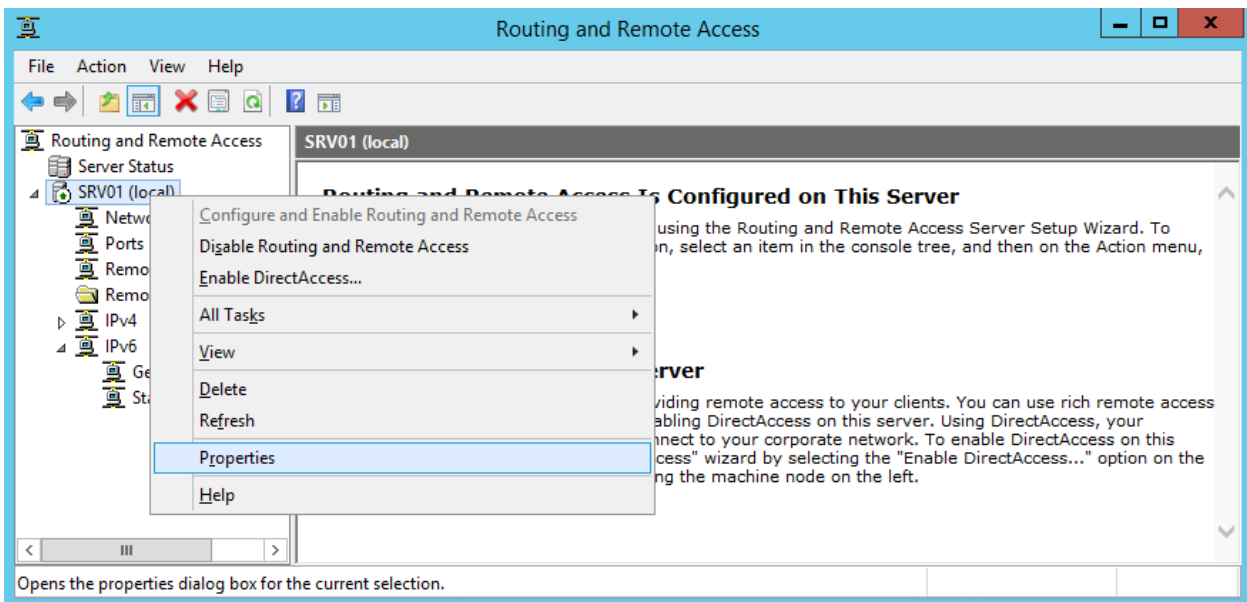 Routing and Remote Access
File Action View Help
Routing and Remote Access
Server Status
SRV01 (local)
Netwo
Ports
Remo
Remo
IPv4
IPv6
Ge
Sta
Configure and Enable Routing and Remote Access
Disable Routing and Remote Access
Enable DirectAccess...
All Tasks
View
Delete
Refresh
Properties
Help
SRV01 (local)
Routing and Remote Access Is Configured on This Server
using the Routing and Remote Access Server Setup Wizard. To
on, select an item in the console tree, and then on the Action menu,
erver
viding remote access to your clients. You can use rich remote access
abling DirectAccess on this server. Using DirectAccess, your
nnect to your corporate network. To enable DirectAccess on this
cess" wizard by selecting the "Enable DirectAccess..." option on the
ng the machine node on the left.
Opens the properties dialog box for the current selection.